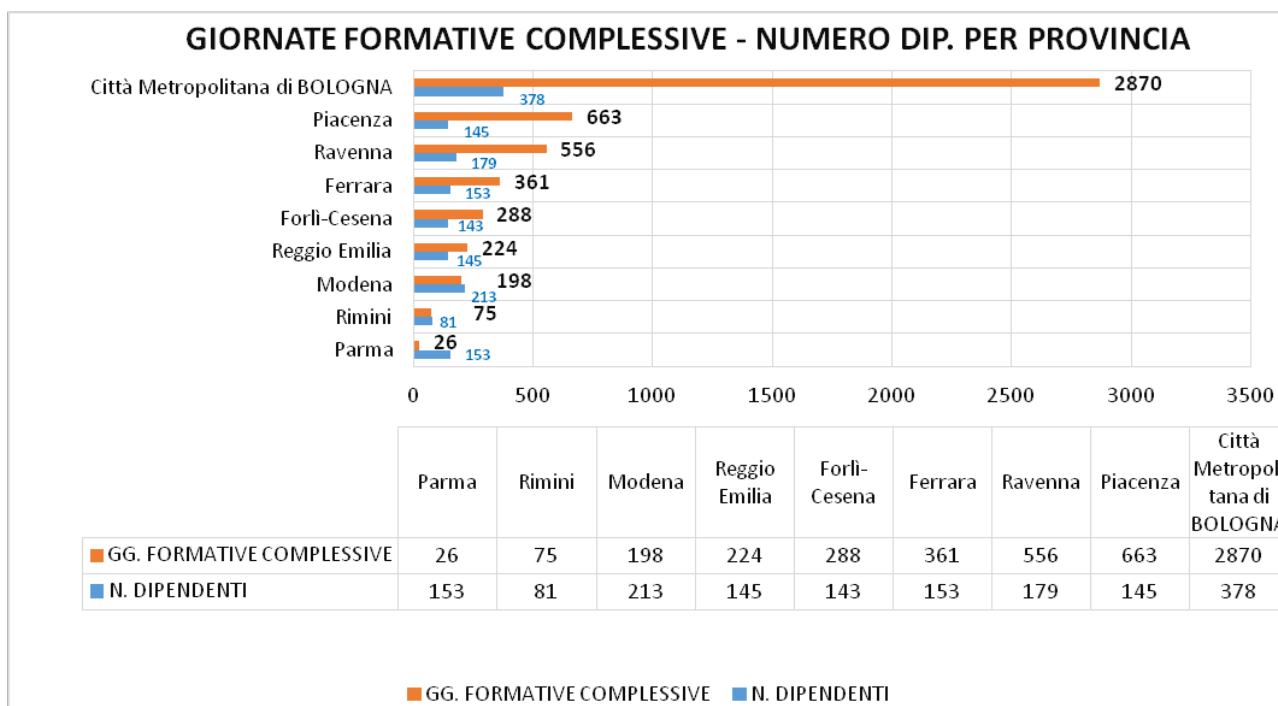 GIORNATE FORMATIVE COMPLESSIVE - NUMERO DIP. PER PROVINCIA
Città Metropolitana di BOLOGNA 2870
378
Piacenza 663
145
Ravenna 556
179
Ferrara 361
153
Forlì-Cesena 288
143
Reggio Emilia 224
145
Modena 198
213
Rimini 75
81
Parma 26
153
0 500 1000 1500 2000 2500 3000 3500
Parma Rimini Modena Reggio Emilia Forlì-Cesena Ferrara Ravenna Piacenza Città Metropolitana di BOLOGNA
GG. FORMATIVE COMPLESSIVE 26 75 198 224 288 361 556 663 2870
N. DIPENDENTI 153 81 213 145 143 153 179 145 378
GG. FORMATIVE COMPLESSIVE N. DIPENDENTI